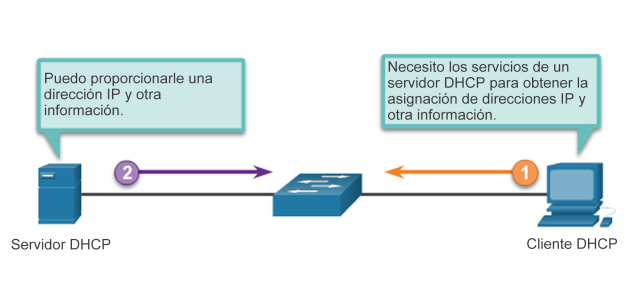 Puedo proporcionarle una
dirección IP y otra
información.
Necesito los servicios de un
servidor DHCP para obtener la
asignación de direcciones IP y
otra información.
2
1
Servidor DHCP
Cliente DHCP